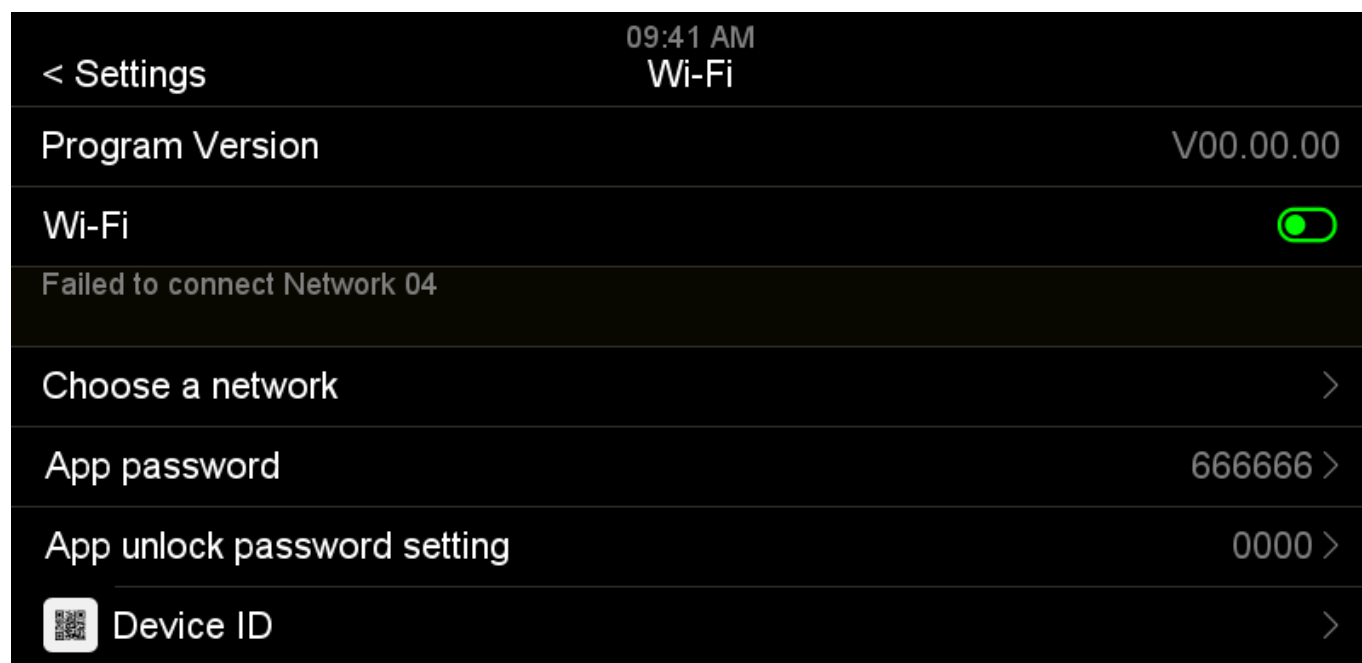 09:41 AM
< Settings
Wi-Fi
Program Version
V00.00.00
Wi-Fi
Failed to connect Network 04
Choose a network
>
App password
666666 >
App unlock password setting
0000 >
Device ID
>